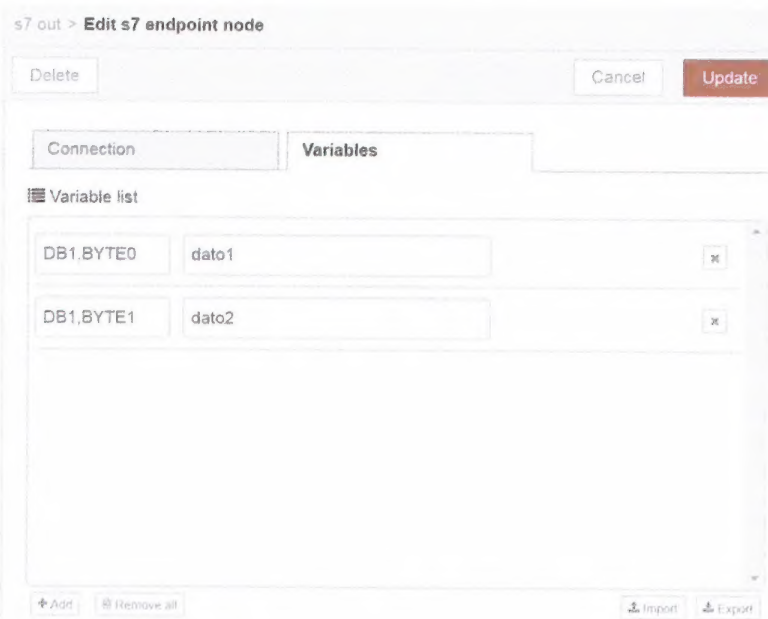 s7 out > Edit s7 endpoint node
Delete Cancel Update
Connection Variables
Variable list
DB1.BYTE0 dato1
DB1,BYTE1 dato2
Add Remove all Import Export